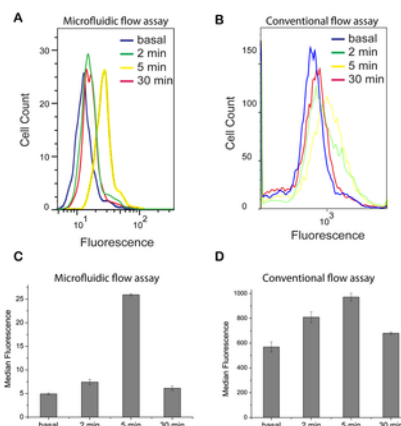 A
Microfluidic flow assay
basal
2 min
5 min
30 min
30
20
10
0
10¹
10²
Cell Count
Fluorescence
B
Conventional flow assay
basal
2 min
5 min
30 min
150
100
50
0
10³
Cell Count
Fluorescence
C
Microfluidic flow assay
25
20
15
10
5
0
Median Fluorescence
basal
2 min
5 min
30 min
D
Conventional flow assay
1000
800
600
400
200
0
Median Fluorescence
basal
2 min
5 min
30 min